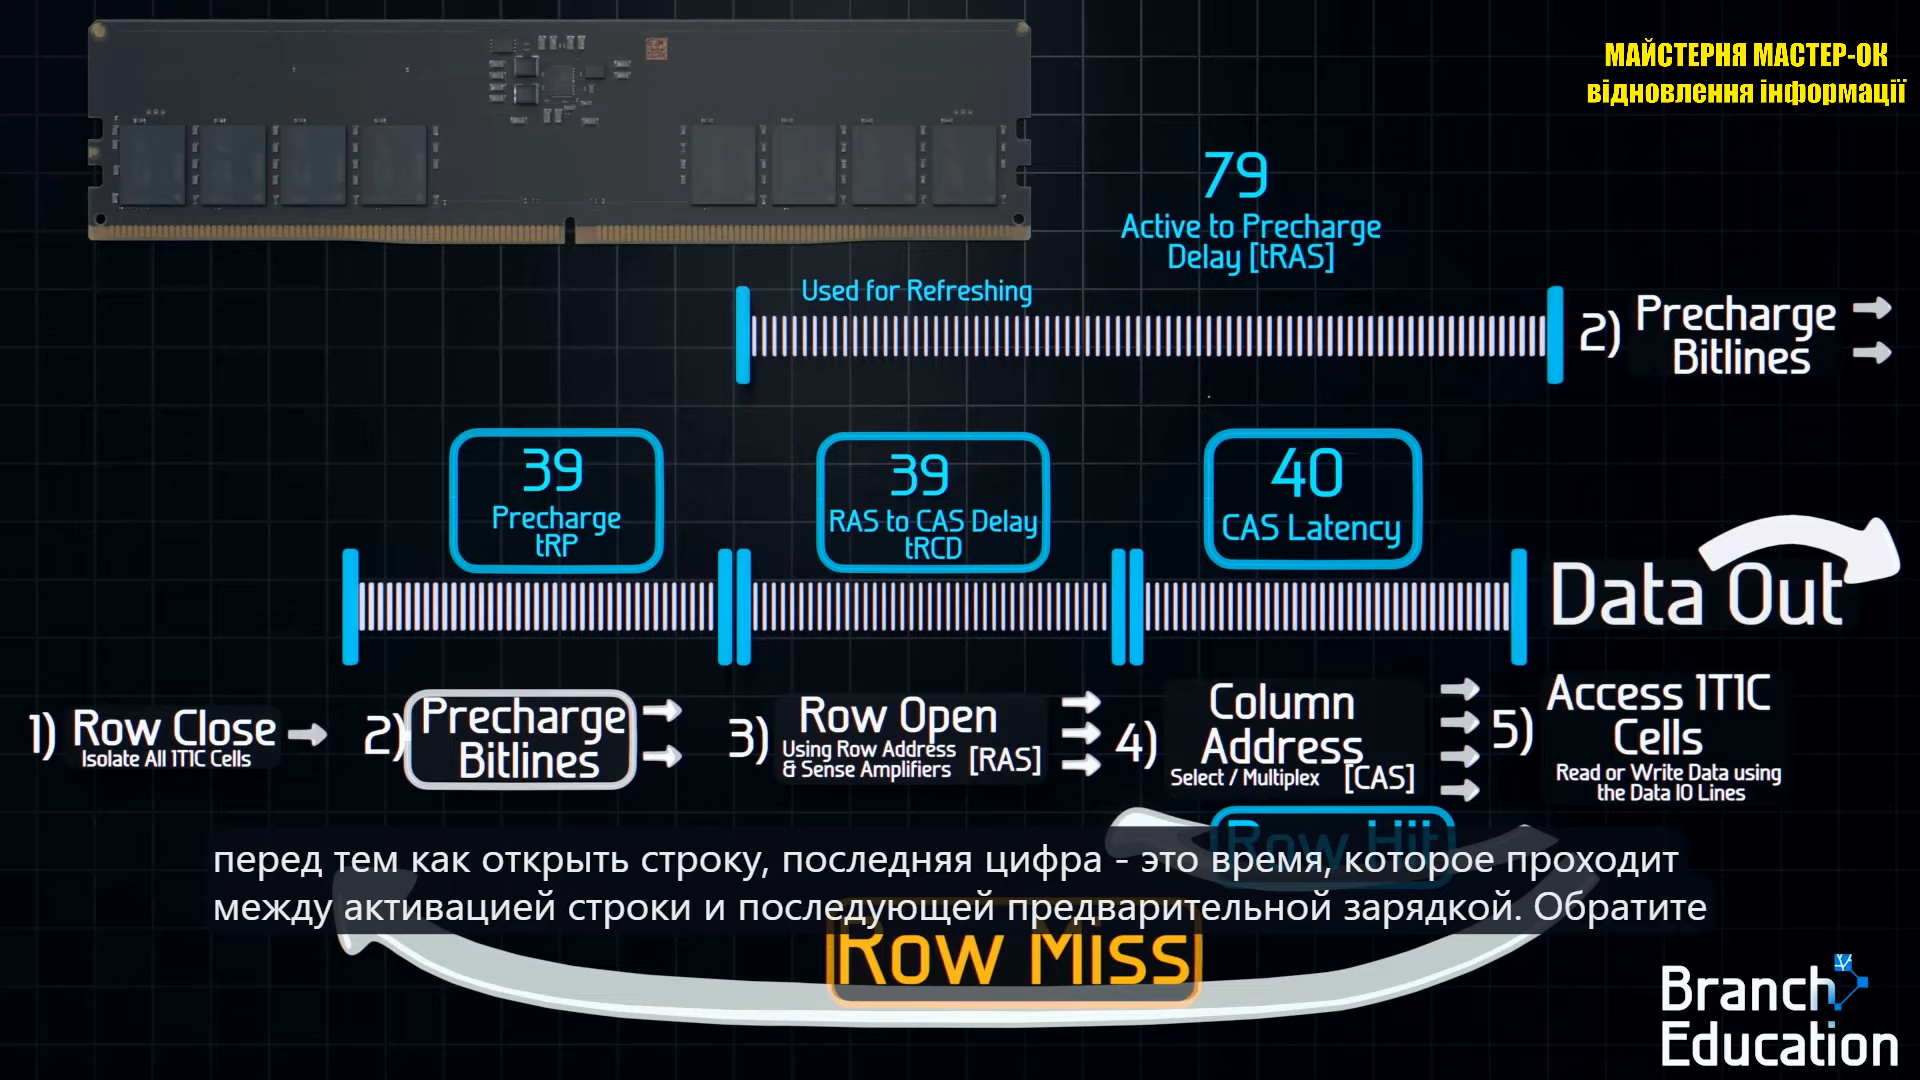 МАЙСТЕРНЯ МАСТЕР-ОК
відновлення інформації
79
Active to Precharge
Delay [tRAS]
Used for Refreshing
2) Precharge
Bitlines
39
Precharge
tRP
39
RAS to CAS Delay
tRCD
40
CAS Latency
Data Out
1) Row Close
Isolate All 1T1C Cells
2) Precharge
Bitlines
3) Row Open
Using Row Address
& Sense Amplifiers [RAS]
4) Column
Address
Select / Multiplex [CAS]
5) Access 1T1C
Cells
Read or Write Data using
the Data IO Lines
Row Hit
перед тем как открыть строку, последняя цифра - это время, которое проходит
между активацией строки и последующей предварительной зарядкой. Обратите
Row Miss
Branch
Education